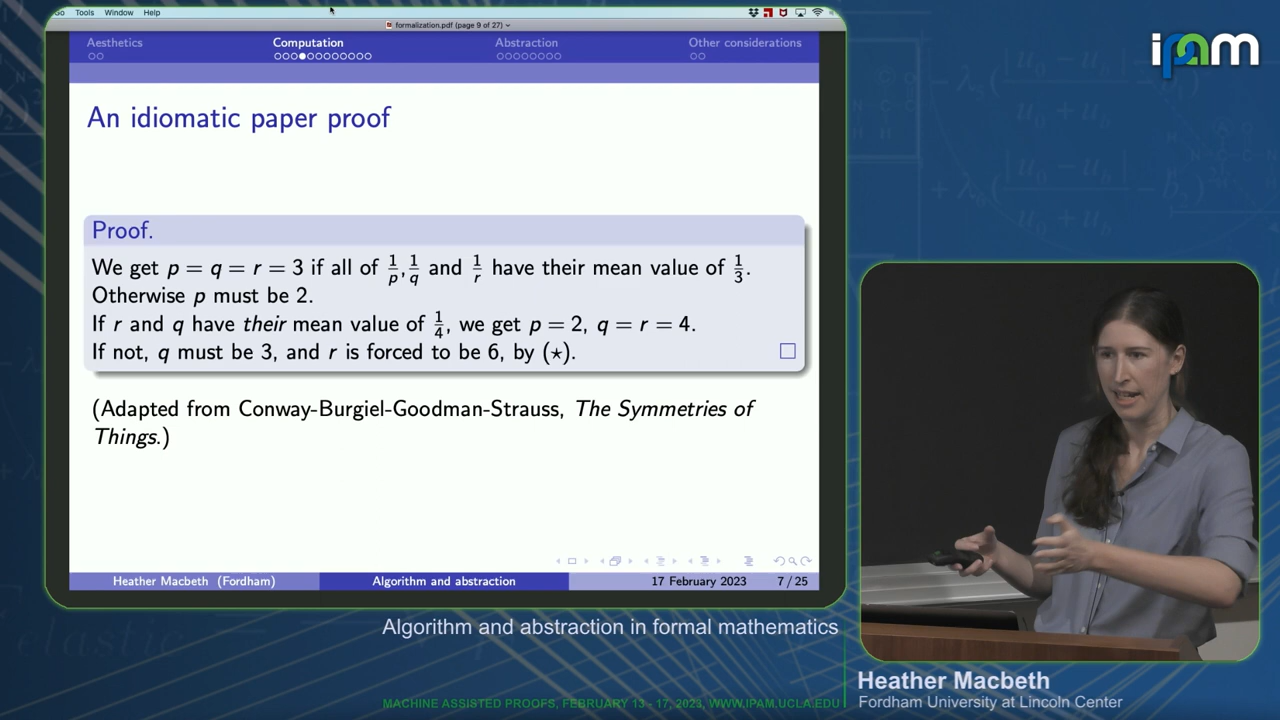 Go Tools Window Help
formalization.pdf (page 9 of 27)
Aesthetics Computation Abstraction Other considerations
ipam
An idiomatic paper proof
Proof.
We get p = q = r = 3 if all of 1/p, 1/q and 1/r have their mean value of 1/3.
Otherwise p must be 2.
If r and q have their mean value of 1/4, we get p = 2, q = r = 4.
If not, q must be 3, and r is forced to be 6, by (⋆).
(Adapted from Conway-Burgiel-Goodman-Strauss, The Symmetries of
Things.)
Heather Macbeth (Fordham) Algorithm and abstraction 17 February 2023 7 / 25
Algorithm and abstraction in formal mathematics
elastic
Heather Macbeth
Fordham University at Lincoln Center
MACHINE ASSISTED PROOFS, FEBRUARY 13 - 17, 2023, WWW.IPAM.UCLA.EDU